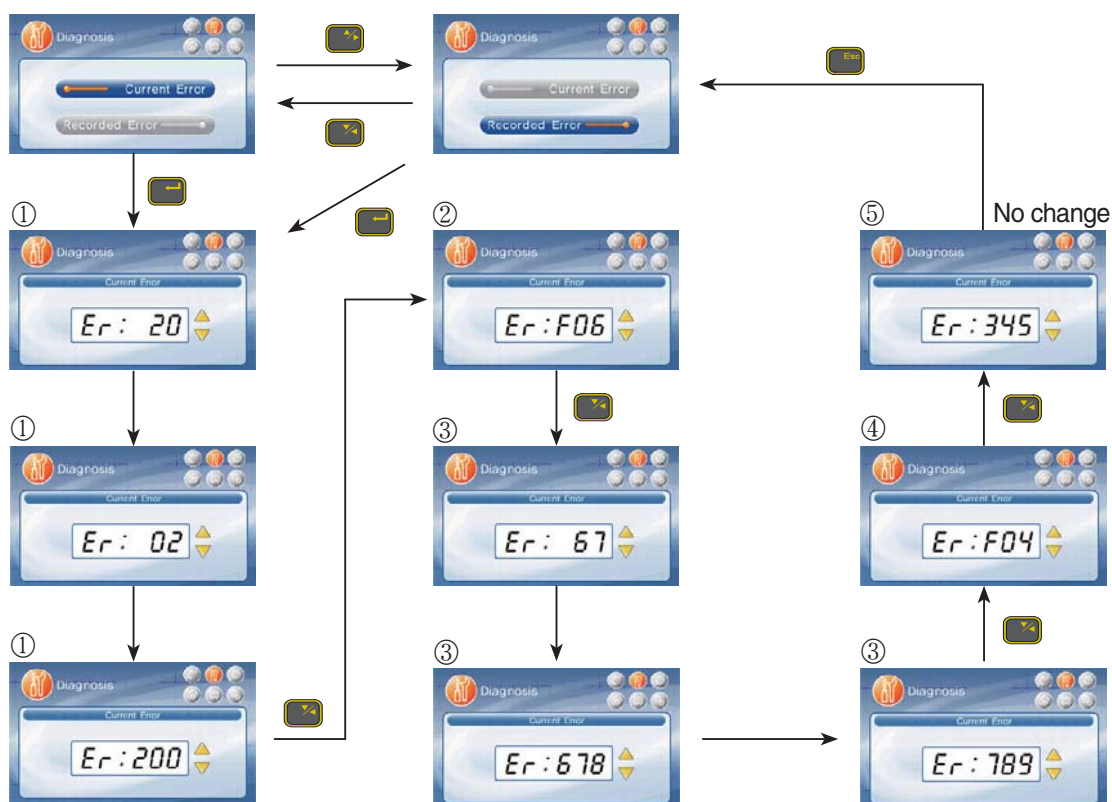 Diagnosis
Current Error
Recorded Error
Diagnosis
Current Error
Recorded Error
Esc
①
Diagnosis
Current Error
Er: 20
②
Diagnosis
Current Error
Er:F06
⑤
No change
Diagnosis
Current Error
Er:345
①
Diagnosis
Current Error
Er: 02
③
Diagnosis
Current Error
Er: 67
④
Diagnosis
Current Error
Er:F04
①
Diagnosis
Current Error
Er:200
③
Diagnosis
Current Error
Er:678
③
Diagnosis
Current Error
Er:789